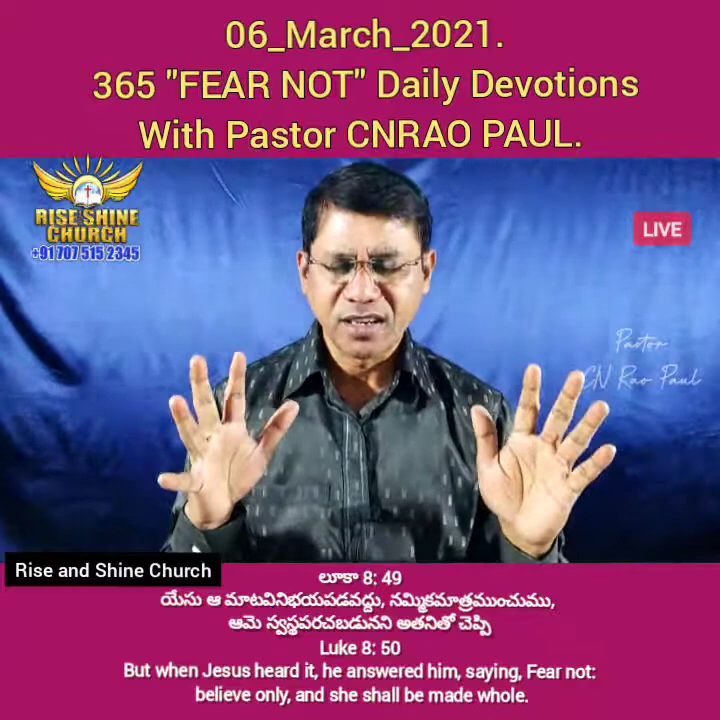 06_March_2021.
365 "FEAR NOT" Daily Devotions
With Pastor CNRAO PAUL.
RISE SHINE
CHURCH
+91 707 515 2345
LIVE
Pastor
CN Rao Paul
Rise and Shine Church
లూకా 8: 49
యేసు ఆ మాటవినిభయపడవద్దు, నమ్మికమాత్రముంచుము,
ఆమె స్వస్థపరచబడునని అతనితో చెప్పి
Luke 8: 50
But when Jesus heard it, he answered him, saying, Fear not:
believe only, and she shall be made whole.